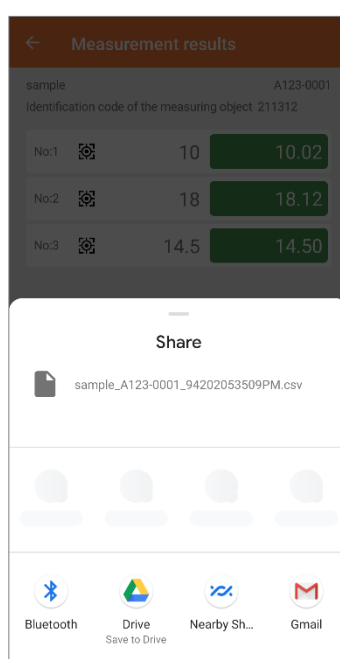 Measurement results
sample A123-0001
Identification code of the measuring object 211312
No:1 10 10.02
No:2 18 18.12
No:3 14.5 14.50
Share
sample_A123-0001_94202053509PM.csv
Bluetooth Drive Nearby Sh... Gmail
Save to Drive